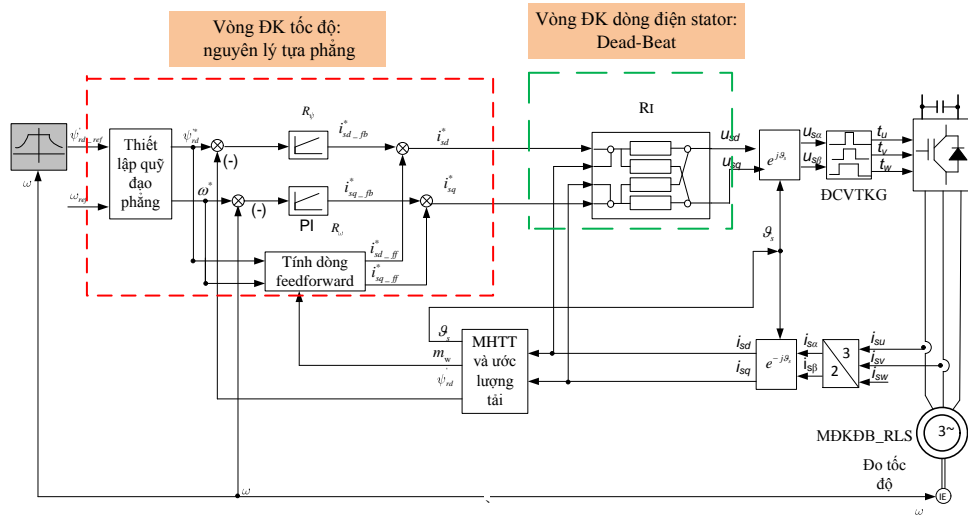 Vòng ĐK tốc độ:
nguyên lý tựa phẳng
Vòng ĐK dòng điện stator:
Dead-Beat
ψ'rd_ref
ω
ωref
Thiết
lập quỹ
đạo phẳng
ψ'*rd
ω*
(-)
(-)
Rψ
i*sd_fb
i*sd
PI
Rω
i*sq_fb
i*sq
i*sd_ff
i*sq_ff
Tính dòng
feedforward
RI
usd
usq
e^jϑs
usα
usβ
tu
tv
tw
ĐCVTKG
ϑs
ϑs
mw
ψ'rd
MHTT
và ước
lượng
tải
isd
isq
e^-jϑs
isα
isβ
3
2
isu
isv
isw
3~
MĐKĐB_RLS
Đo tốc
độ
IE
ω
ω